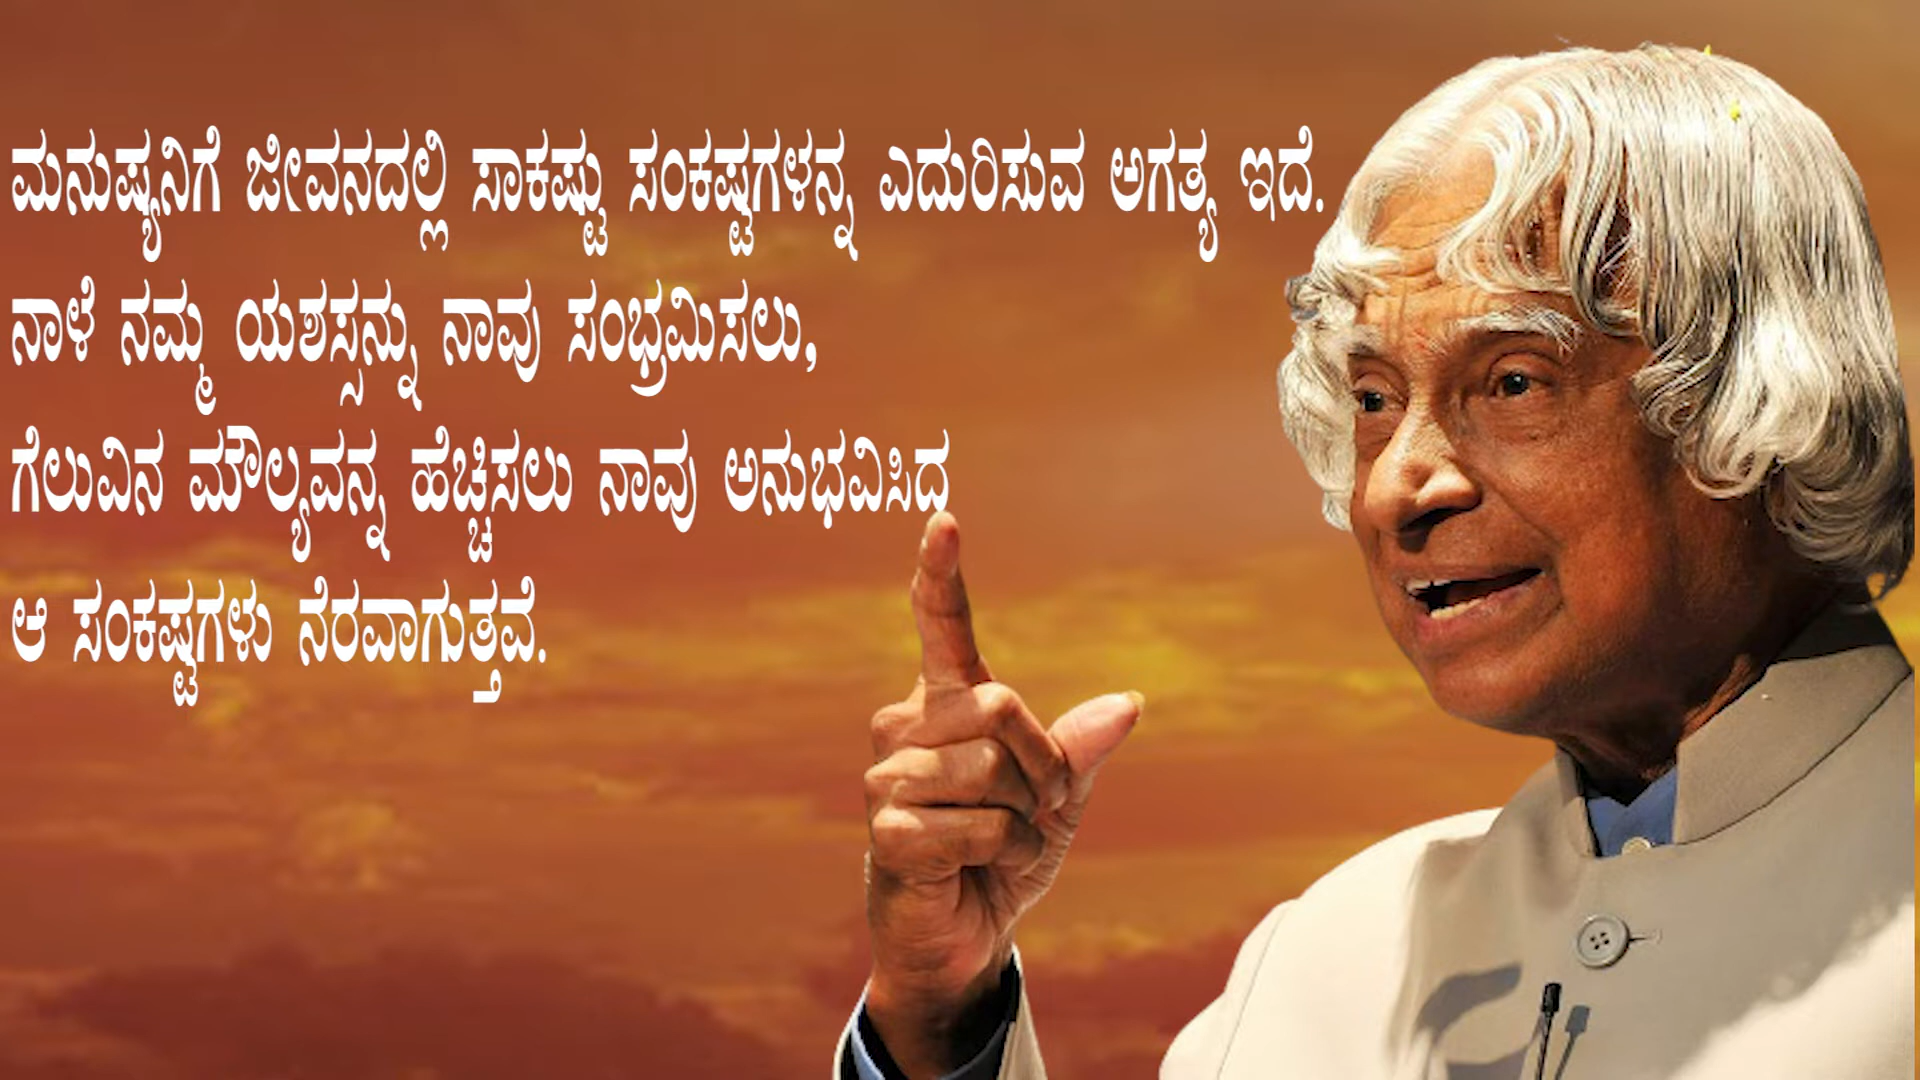 ಮನುಷ್ಯನಿಗೆ ಜೀವನದಲ್ಲಿ ಸಾಕಷ್ಟು ಸಂಕಷ್ಟಗಳನ್ನ ಎದುರಿಸುವ ಅಗತ್ಯ ಇದೆ.
ನಾಳೆ ನಮ್ಮ ಯಶಸ್ಸನ್ನು ನಾವು ಸಂಭ್ರಮಿಸಲು,
ಗೆಲುವಿನ ಮೌಲ್ಯವನ್ನ ಹೆಚ್ಚಿಸಲು ನಾವು ಅನುಭವಿಸಿದ
ಆ ಸಂಕಷ್ಟಗಳು ನೆರವಾಗುತ್ತವೆ.